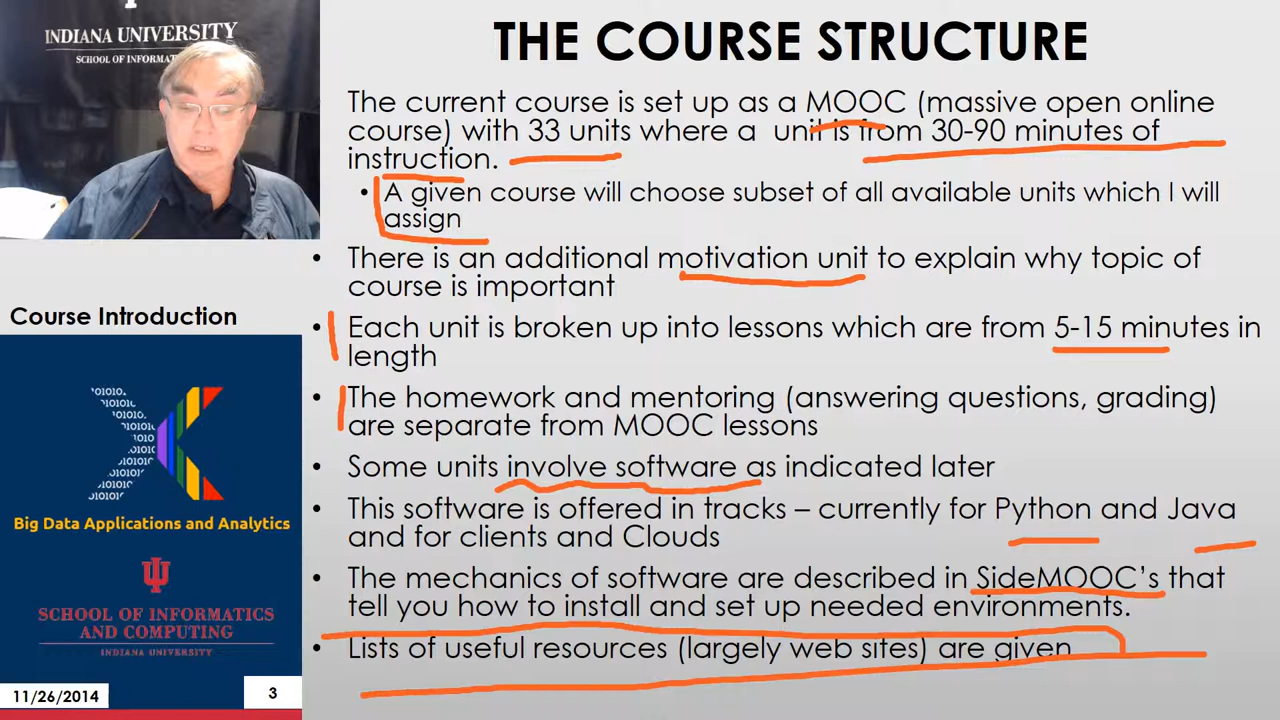 INDIANA UNIVERSITY
SCHOOL OF INFORMAT
THE COURSE STRUCTURE
The current course is set up as a MOOC (massive open online
course) with 33 units where a unit is from 30-90 minutes of
instruction.
• A given course will choose subset of all available units which I will
assign
• There is an additional motivation unit to explain why topic of
course is important
• Each unit is broken up into lessons which are from 5-15 minutes in
length
• The homework and mentoring (answering questions, grading)
are separate from MOOC lessons
• Some units involve software as indicated later
• This software is offered in tracks – currently for Python and Java
and for clients and Clouds
• The mechanics of software are described in SideMOOC's that
tell you how to install and set up needed environments.
• Lists of useful resources (largely web sites) are given
Course Introduction
101010.
1010101
010101
101010
101010
101010
1010101
010101
Big Data Applications and Analytics
SCHOOL OF INFORMATICS
AND COMPUTING
INDIANA UNIVERSITY
11/26/2014
3